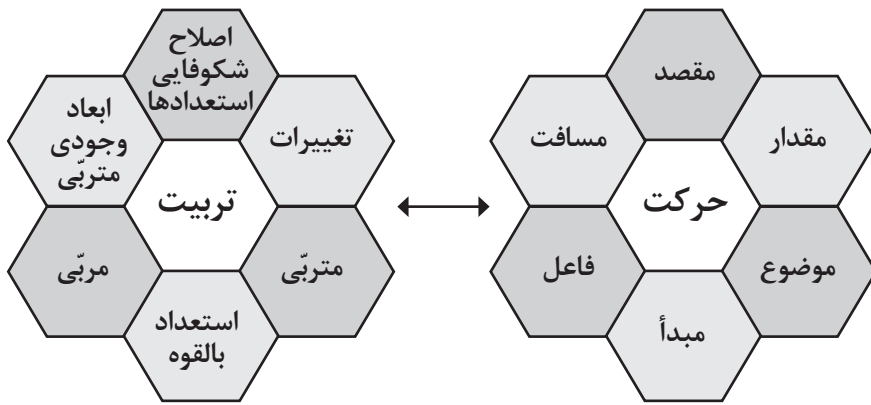 مقصد
مقدار
مسافت
حرکت
موضوع
فاعل
مبدأ
اصلاح
شکوفایی
استعدادها
تغییرات
ابعاد
وجودی
متربّی
تربیت
متربّی
مربّی
استعداد
بالقوه